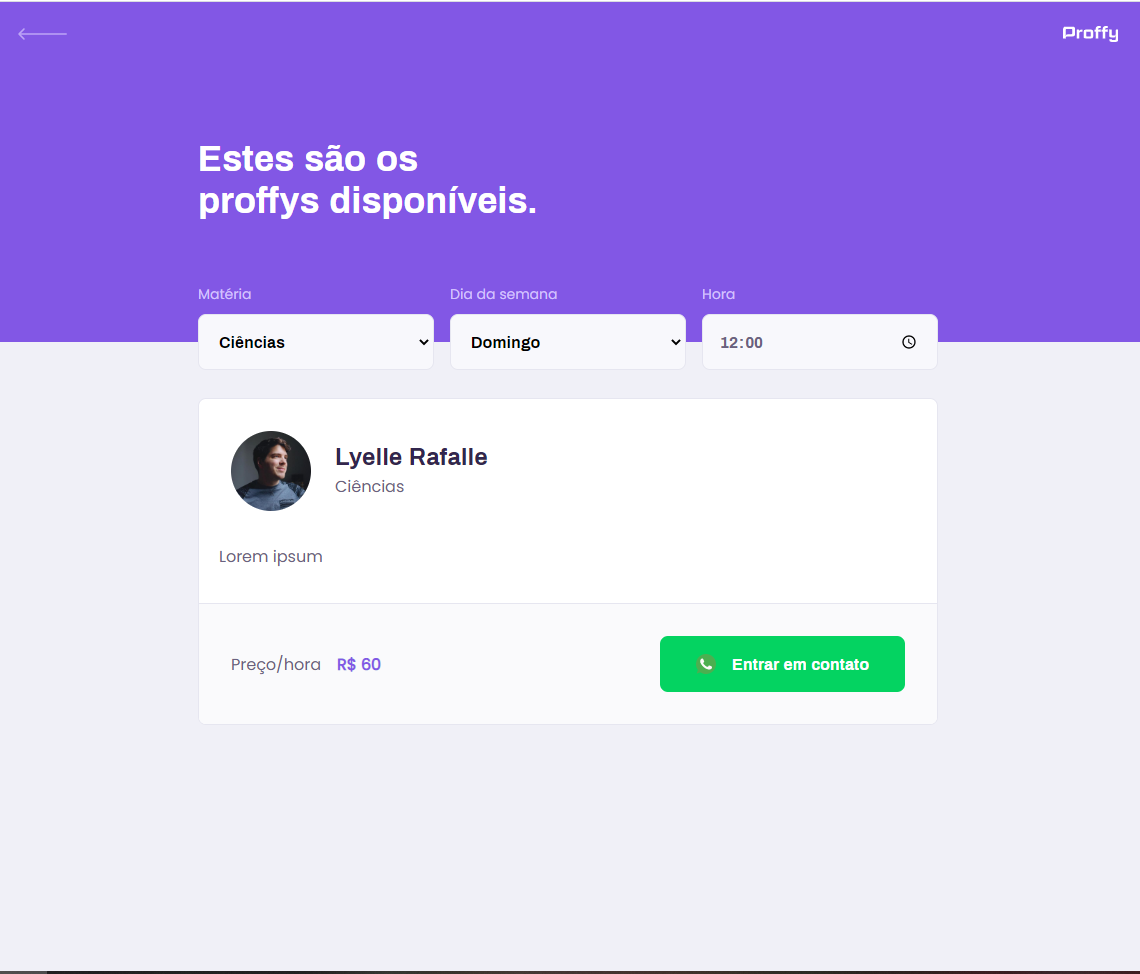 Proffy
Estes são os
proffys disponíveis.
Matéria
Dia da semana
Hora
Ciências
Domingo
12:00
Lyelle Rafalle
Ciências
Lorem ipsum
Preço/hora R$ 60
Entrar em contato